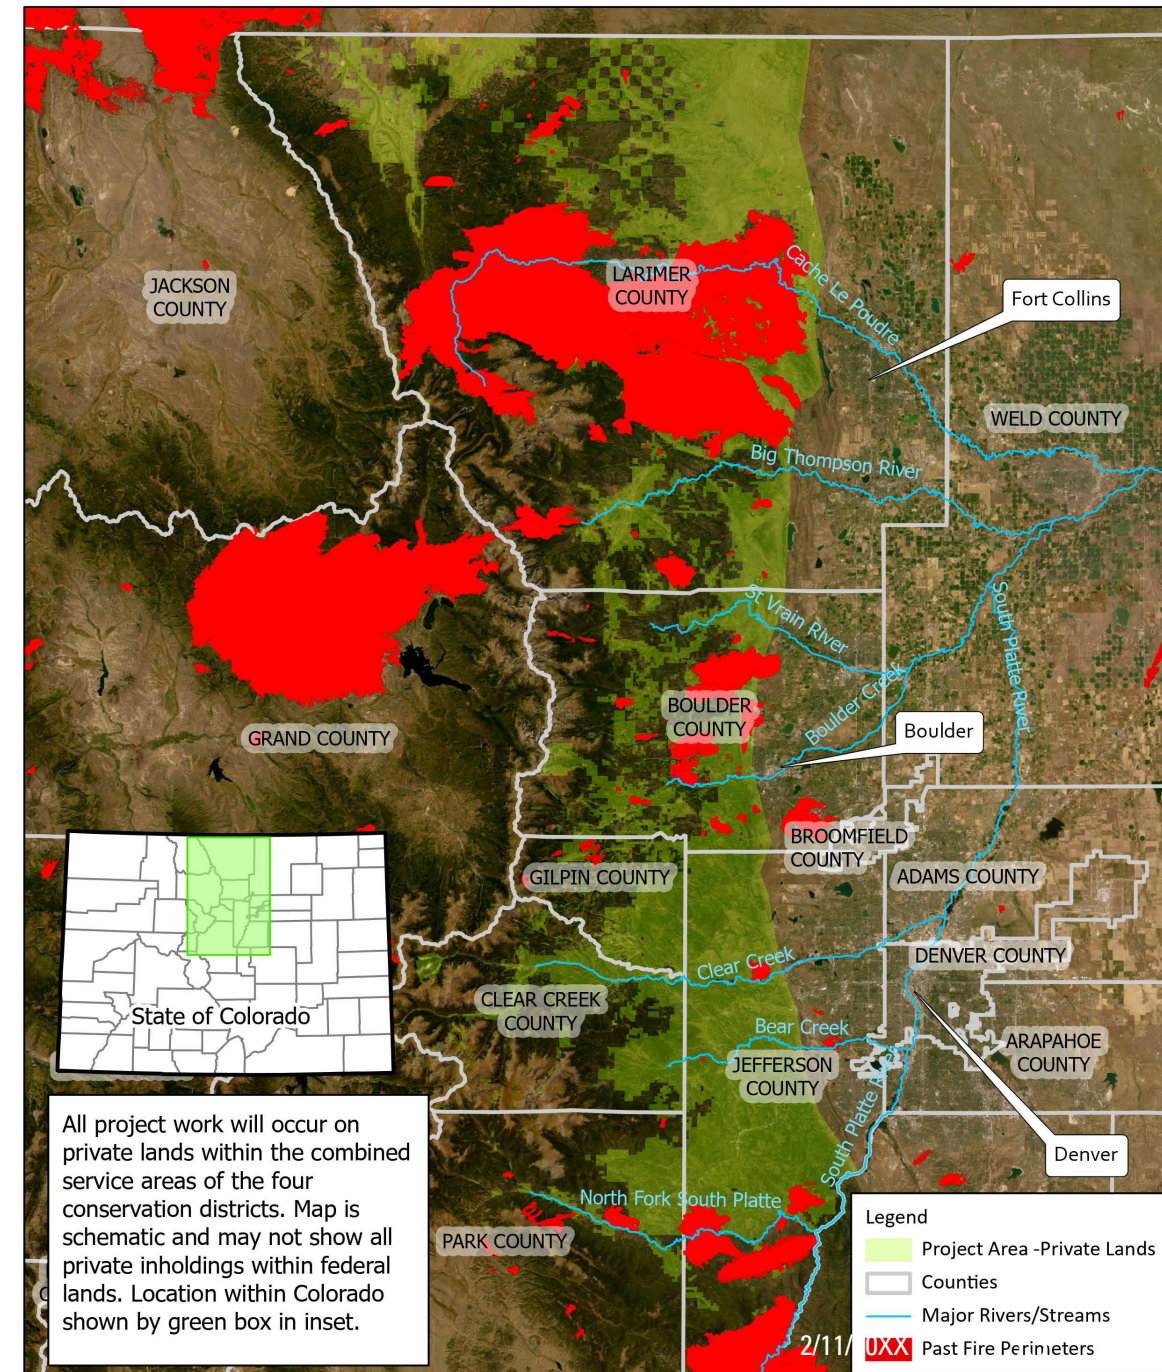 JACKSON
COUNTY
LARIMER
COUNTY
Cache Le Poudre
Fort Collins
WELD COUNTY
Big Thompson River
St Vrain River
South Platte River
BOULDER
COUNTY
Boulder Creek
Boulder
GRAND COUNTY
BROOMFIELD
COUNTY
GILPIN COUNTY
ADAMS COUNTY
DENVER COUNTY
Clear Creek
CLEAR CREEK
COUNTY
Bear Creek
ARAPAHOE
COUNTY
JEFFERSON
COUNTY
State of Colorado
South Platte River
Denver
North Fork South Platte
PARK COUNTY
All project work will occur on
private lands within the combined
service areas of the four
conservation districts. Map is
schematic and may not show all
private inholdings within federal
lands. Location within Colorado
shown by green box in inset.
Legend
Project Area -Private Lands
Counties
Major Rivers/Streams
Past Fire Perimeters